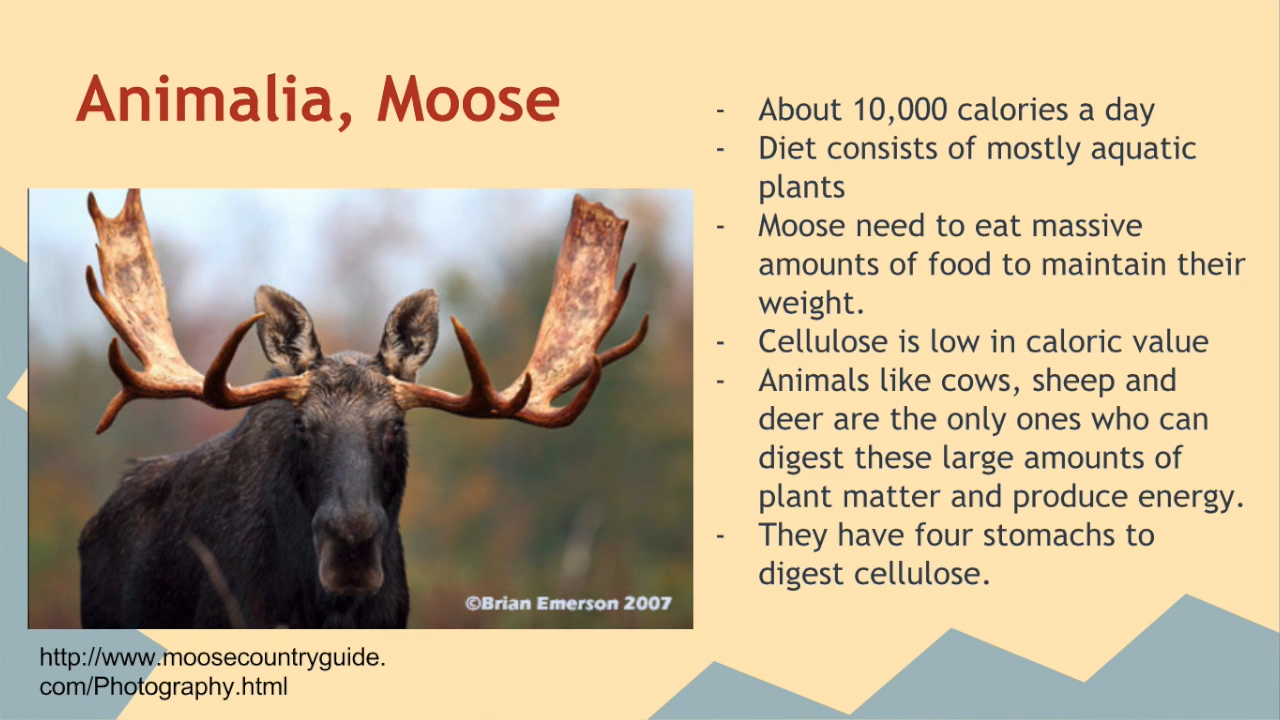 Animalia, Moose
- About 10,000 calories a day
- Diet consists of mostly aquatic
plants
- Moose need to eat massive
amounts of food to maintain their
weight.
- Cellulose is low in caloric value
- Animals like cows, sheep and
deer are the only ones who can
digest these large amounts of
plant matter and produce energy.
- They have four stomachs to
digest cellulose.
©Brian Emerson 2007
http://www.moosecountryguide.
com/Photography.html